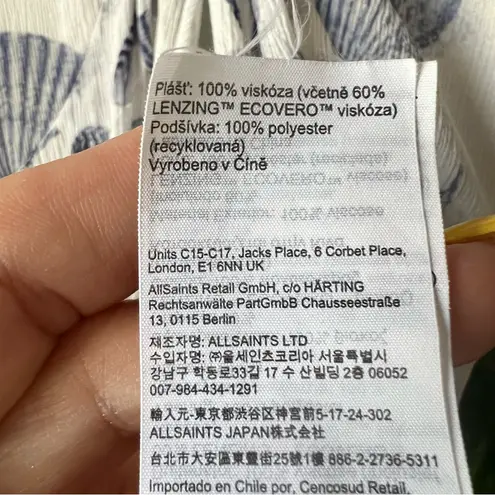 Plášť: 100% viskóza (včetně 60%
LENZING™ ECOVERO™ viskóza)
Podšívka: 100% polyester
(recyklovaná)
Vyrobeno v Číně
Units C15-C17, Jacks Place, 6 Corbet Place,
London, E1 6NN UK
AllSaints Retail GmbH, c/o HÄRTING
Rechtsanwälte PartGmbB Chausseestraße
13, 0115 Berlin
제조자명: ALLSAINTS LTD
수입자명: ㈜올세인츠코리아 서울특별시
강남구 학동로33길 17 수 산빌딩 2층 06052
007-984-434-1291
輸入元-東京都渋谷区神宮前5-17-24-302
ALLSAINTS JAPAN株式会社
台北市大安區東豐街25號1樓 886-2-2736-5311
Importado en Chile por, Cencosud Retail,